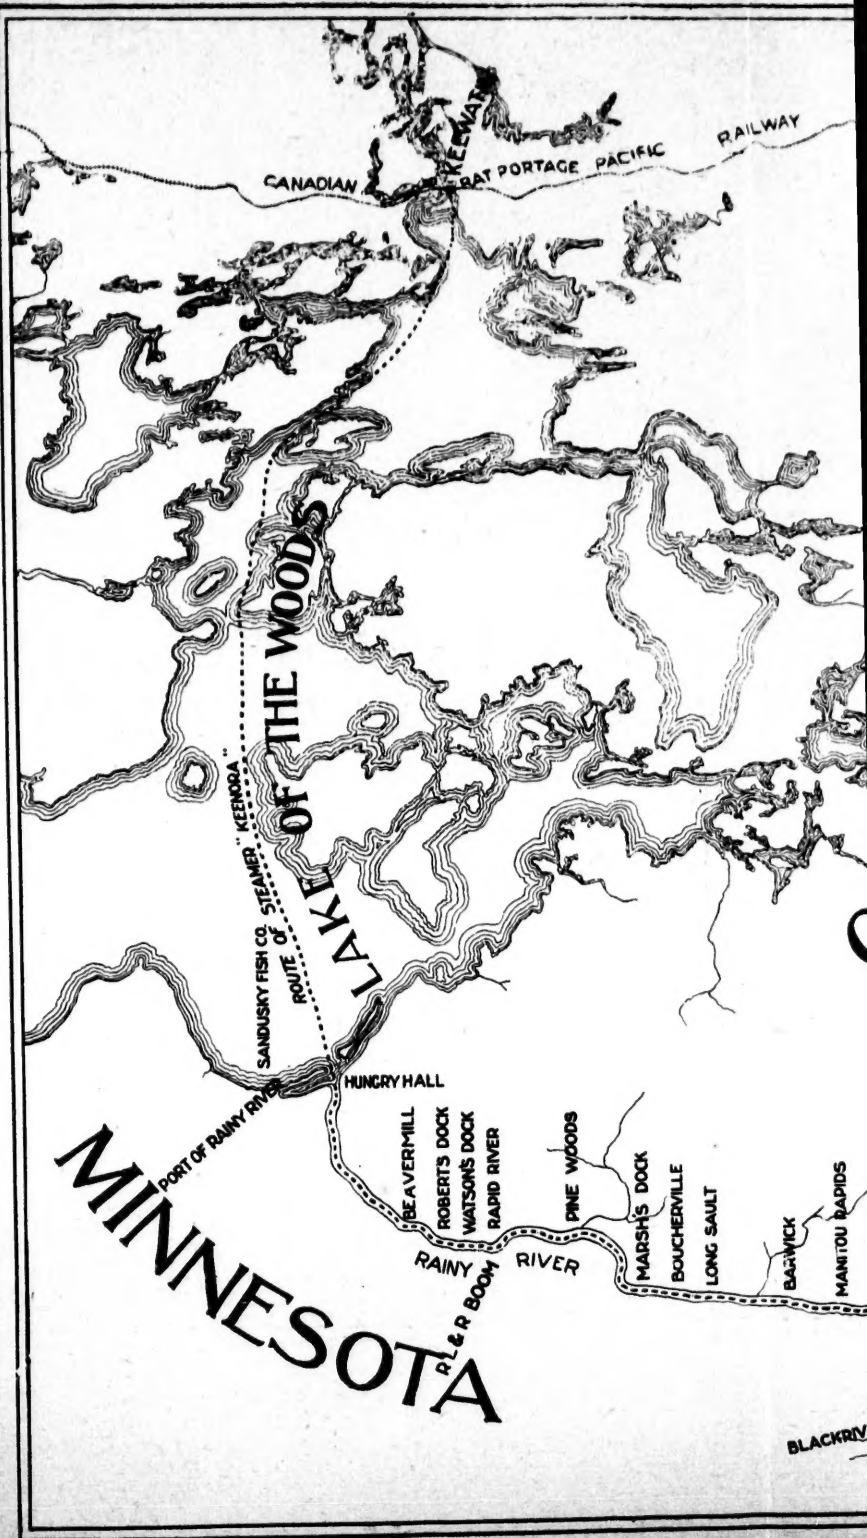 KEEWAT
CANADIAN
RAT PORTAGE PACIFIC
RAILWAY
LAKE OF THE WOODS
SANDUSKY FISH CO.
ROUTE OF STEAMER "KEENORA"
HUNGRY HALL
PORT OF RAINY RIVER
MINNESOTA
BEAVERMILL
ROBERTS DOCK
WATSON'S DOCK
RAPID RIVER
PINE WOODS
RAINY RIVER
R L & R BOOM
MARSH'S DOCK
BOUCHERVILLE
LONG SAULT
BARWICK
MANITOU RAPIDS
BLACKRIV